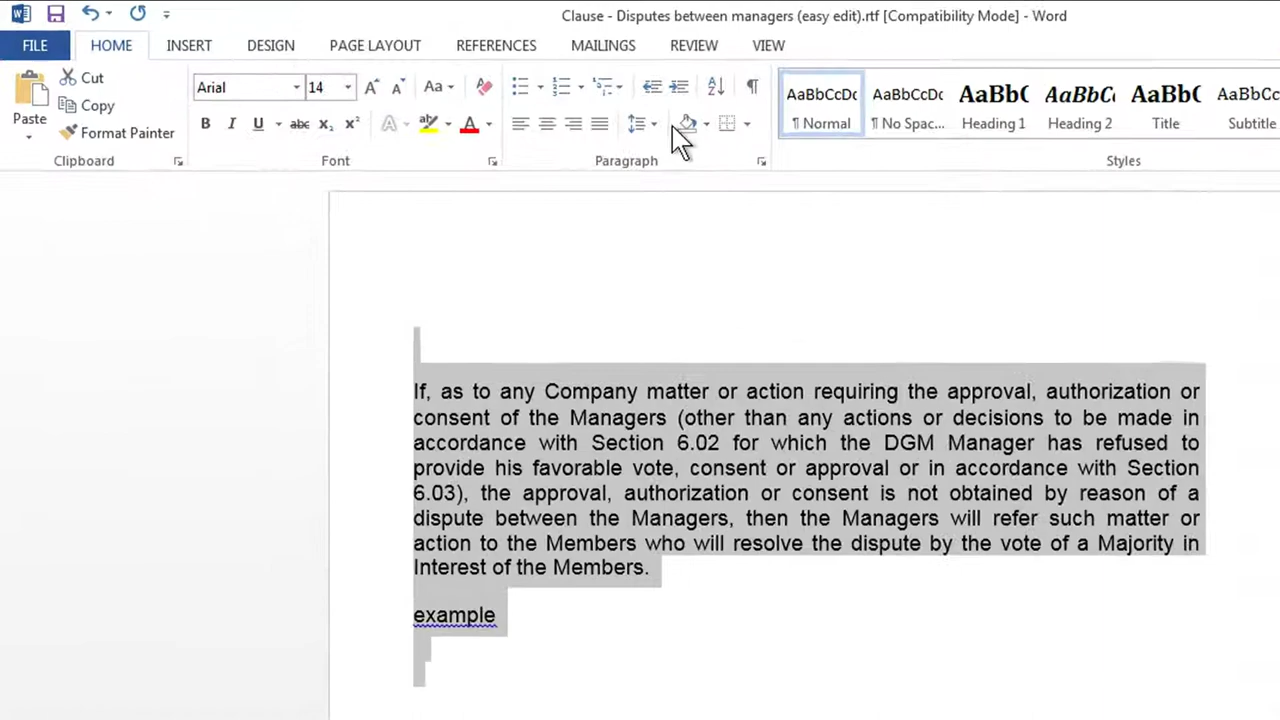 Clause - Disputes between managers (easy edit).rtf [Compatibility Mode] - Word
FILE HOME INSERT DESIGN PAGE LAYOUT REFERENCES MAILINGS REVIEW VIEW
Paste
Cut
Copy
Format Painter
Clipboard
Arial 14 Aa
B I U abc x₂ x² A A
Font
Paragraph
AaBbCcDc AaBbCcDc AaBb( AaBbCc AaBb( AaBbCc
¶ Normal ¶ No Spac... Heading 1 Heading 2 Title Subtitle
Styles
If, as to any Company matter or action requiring the approval, authorization or
consent of the Managers (other than any actions or decisions to be made in
accordance with Section 6.02 for which the DGM Manager has refused to
provide his favorable vote, consent or approval or in accordance with Section
6.03), the approval, authorization or consent is not obtained by reason of a
dispute between the Managers, then the Managers will refer such matter or
action to the Members who will resolve the dispute by the vote of a Majority in
Interest of the Members.
example